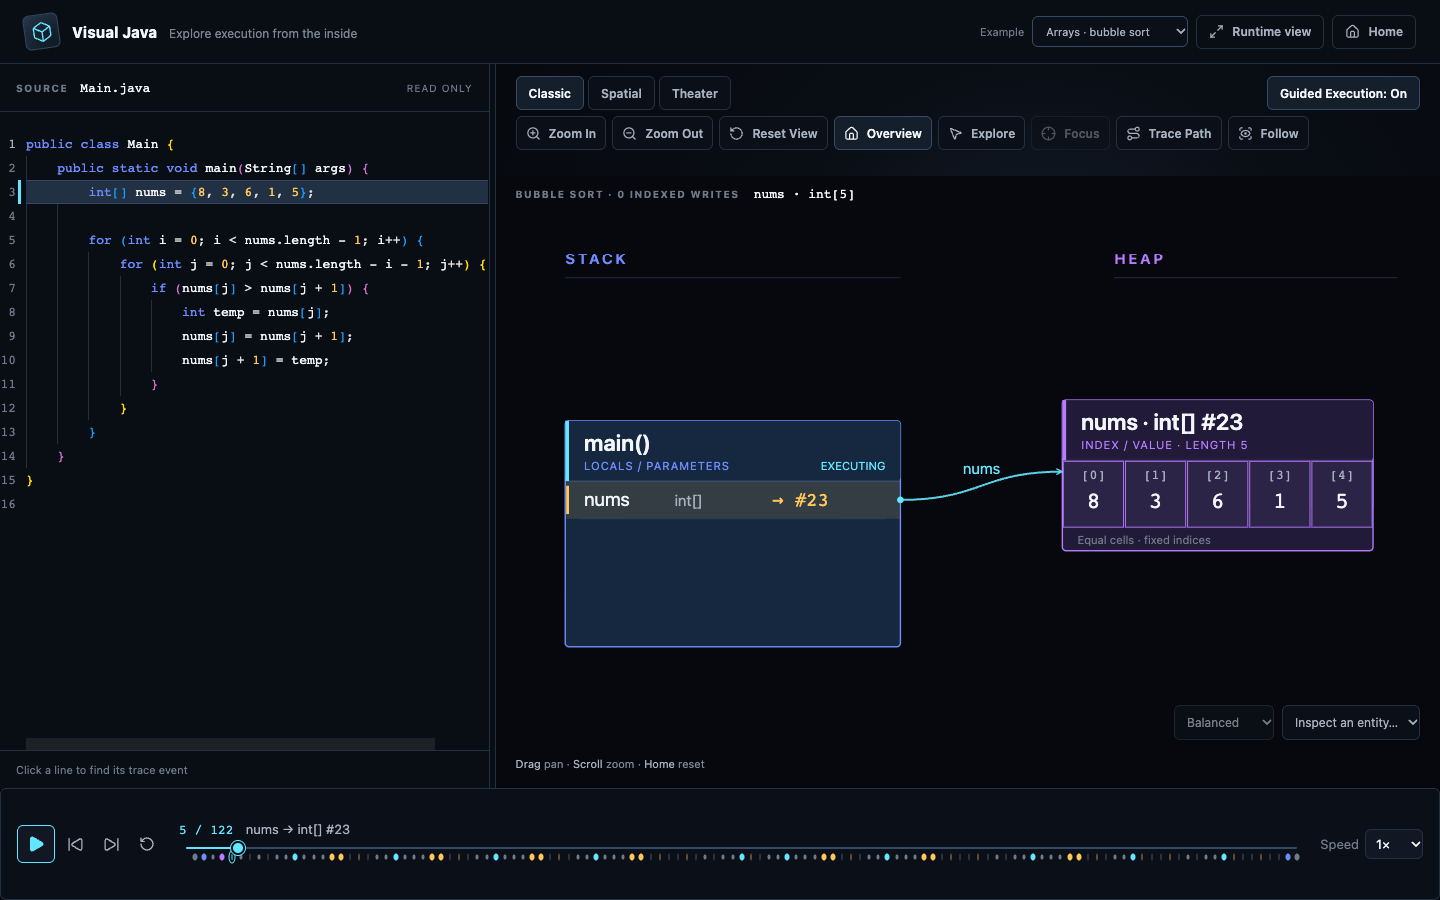 Visual Java Explore execution from the inside
Example Arrays · bubble sort Runtime view Home
SOURCE Main.java READ ONLY
1 public class Main {
2 public static void main(String[] args) {
3 int[] nums = {8, 3, 6, 1, 5};
4
5 for (int i = 0; i < nums.length - 1; i++) {
6 for (int j = 0; j < nums.length - i - 1; j++) {
7 if (nums[j] > nums[j + 1]) {
8 int temp = nums[j];
9 nums[j] = nums[j + 1];
10 nums[j + 1] = temp;
11 }
12 }
13 }
14 }
15 }
16
Click a line to find its trace event
Classic Spatial Theater Guided Execution: On
Zoom In Zoom Out Reset View Overview Explore Focus Trace Path Follow
BUBBLE SORT · 0 INDEXED WRITES nums · int[5]
STACK HEAP
main()
LOCALS / PARAMETERS EXECUTING
nums int[] → #23
nums
nums · int[] #23
INDEX / VALUE · LENGTH 5
[0] [1] [2] [3] [4]
8 3 6 1 5
Equal cells · fixed indices
Balanced Inspect an entity...
Drag pan · Scroll zoom · Home reset
5 / 122 nums → int[] #23
Speed 1×